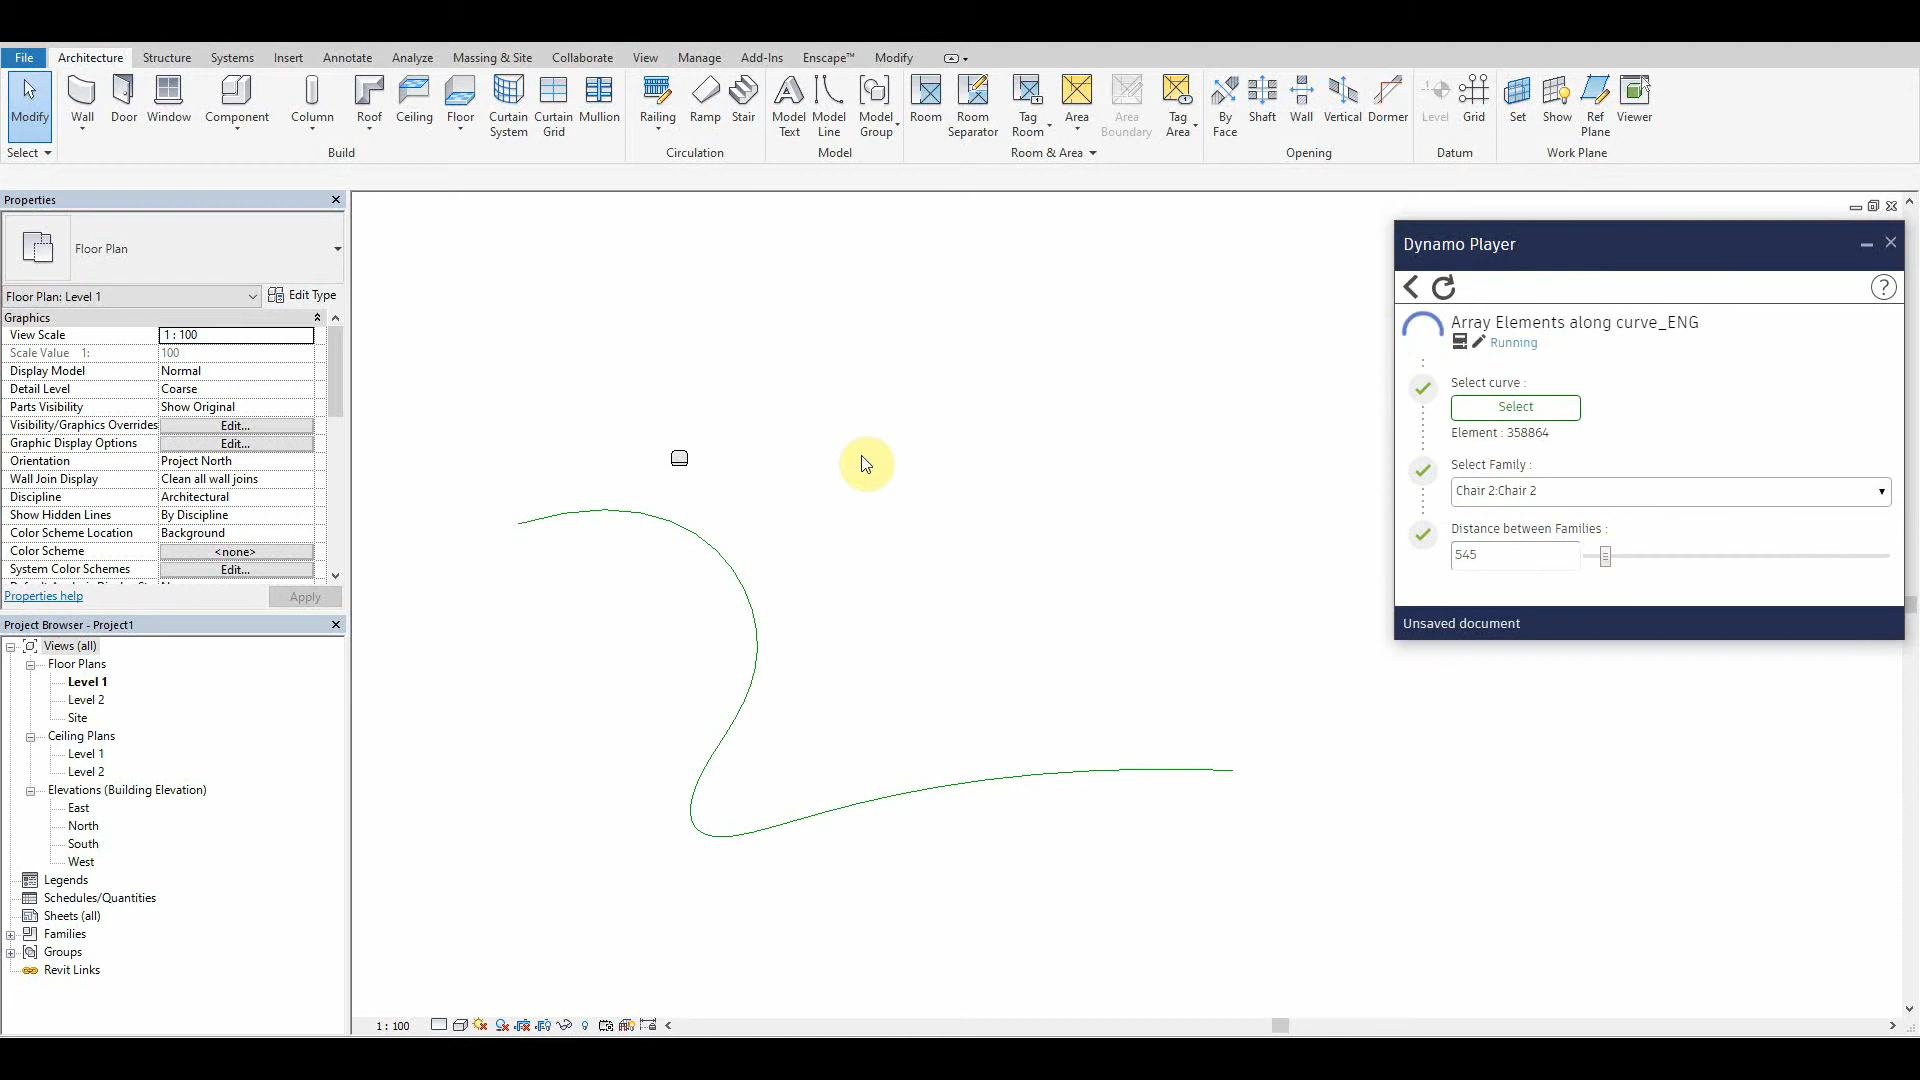 File Architecture Structure Systems Insert Annotate Analyze Massing & Site Collaborate View Manage Add-Ins Enscape™ Modify
Modify Wall Door Window Component Column Roof Ceiling Floor Curtain System Curtain Grid Mullion Railing Ramp Stair Model Text Model Line Model Group Room Room Separator Tag Room Area Area Boundary Tag Area By Face Shaft Wall Vertical Dormer Level Grid Set Show Ref Plane Viewer
Select Build Circulation Model Room & Area Opening Datum Work Plane
Properties
Floor Plan
Floor Plan: Level 1 Edit Type
Graphics
View Scale 1 : 100
Scale Value 1: 100
Display Model Normal
Detail Level Coarse
Parts Visibility Show Original
Visibility/Graphics Overrides Edit...
Graphic Display Options Edit...
Orientation Project North
Wall Join Display Clean all wall joins
Discipline Architectural
Show Hidden Lines By Discipline
Color Scheme Location Background
Color Scheme <none>
System Color Schemes Edit...
Properties help Apply
Project Browser - Project1
Views (all)
Floor Plans
Level 1
Level 2
Site
Ceiling Plans
Level 1
Level 2
Elevations (Building Elevation)
East
North
South
West
Legends
Schedules/Quantities
Sheets (all)
Families
Groups
Revit Links
1 : 100
Dynamo Player
Array Elements along curve_ENG
Running
Select curve :
Select
Element : 358864
Select Family :
Chair 2:Chair 2
Distance between Families :
545
Unsaved document